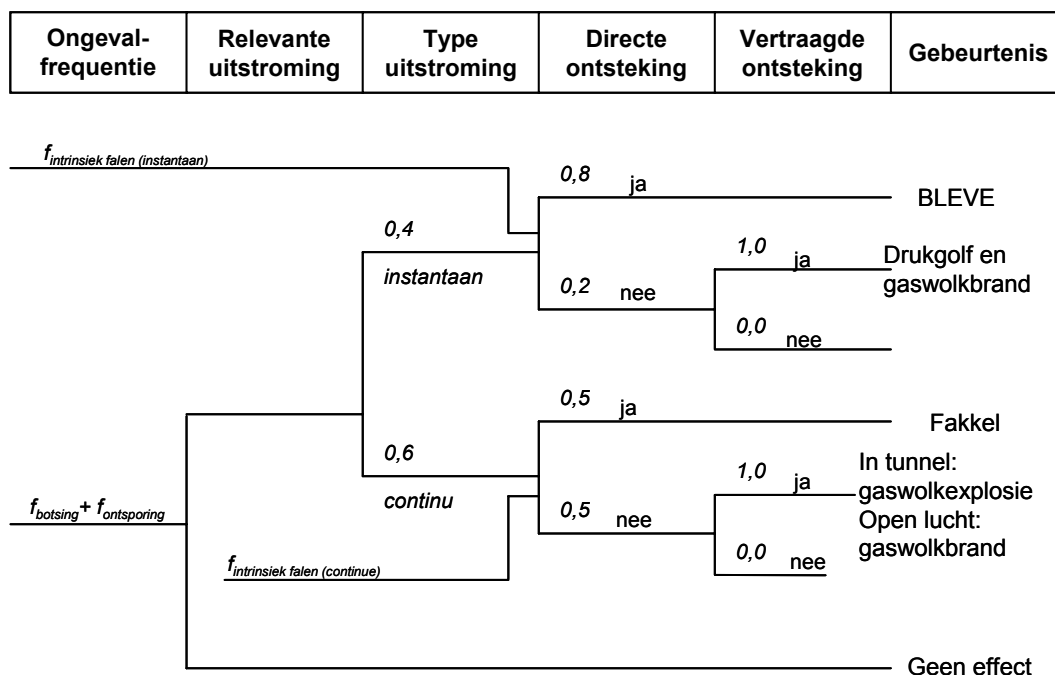 Ongeval-
frequentie
Relevante
uitstroming
Type
uitstroming
Directe
ontsteking
Vertraagde
ontsteking
Gebeurtenis
f intrinsiek falen (instantaan)
0,8 ja
BLEVE
0,4
instantaan
1,0 ja
Drukgolf en
gaswolkbrand
0,2 nee
0,0 nee
0,5 ja
Fakkel
0,6
continu
1,0 ja
In tunnel:
gaswolkexplosie
Open lucht:
gaswolkbrand
f botsing + f ontsporing
0,5 nee
0,0 nee
f intrinsiek falen (continue)
Geen effect